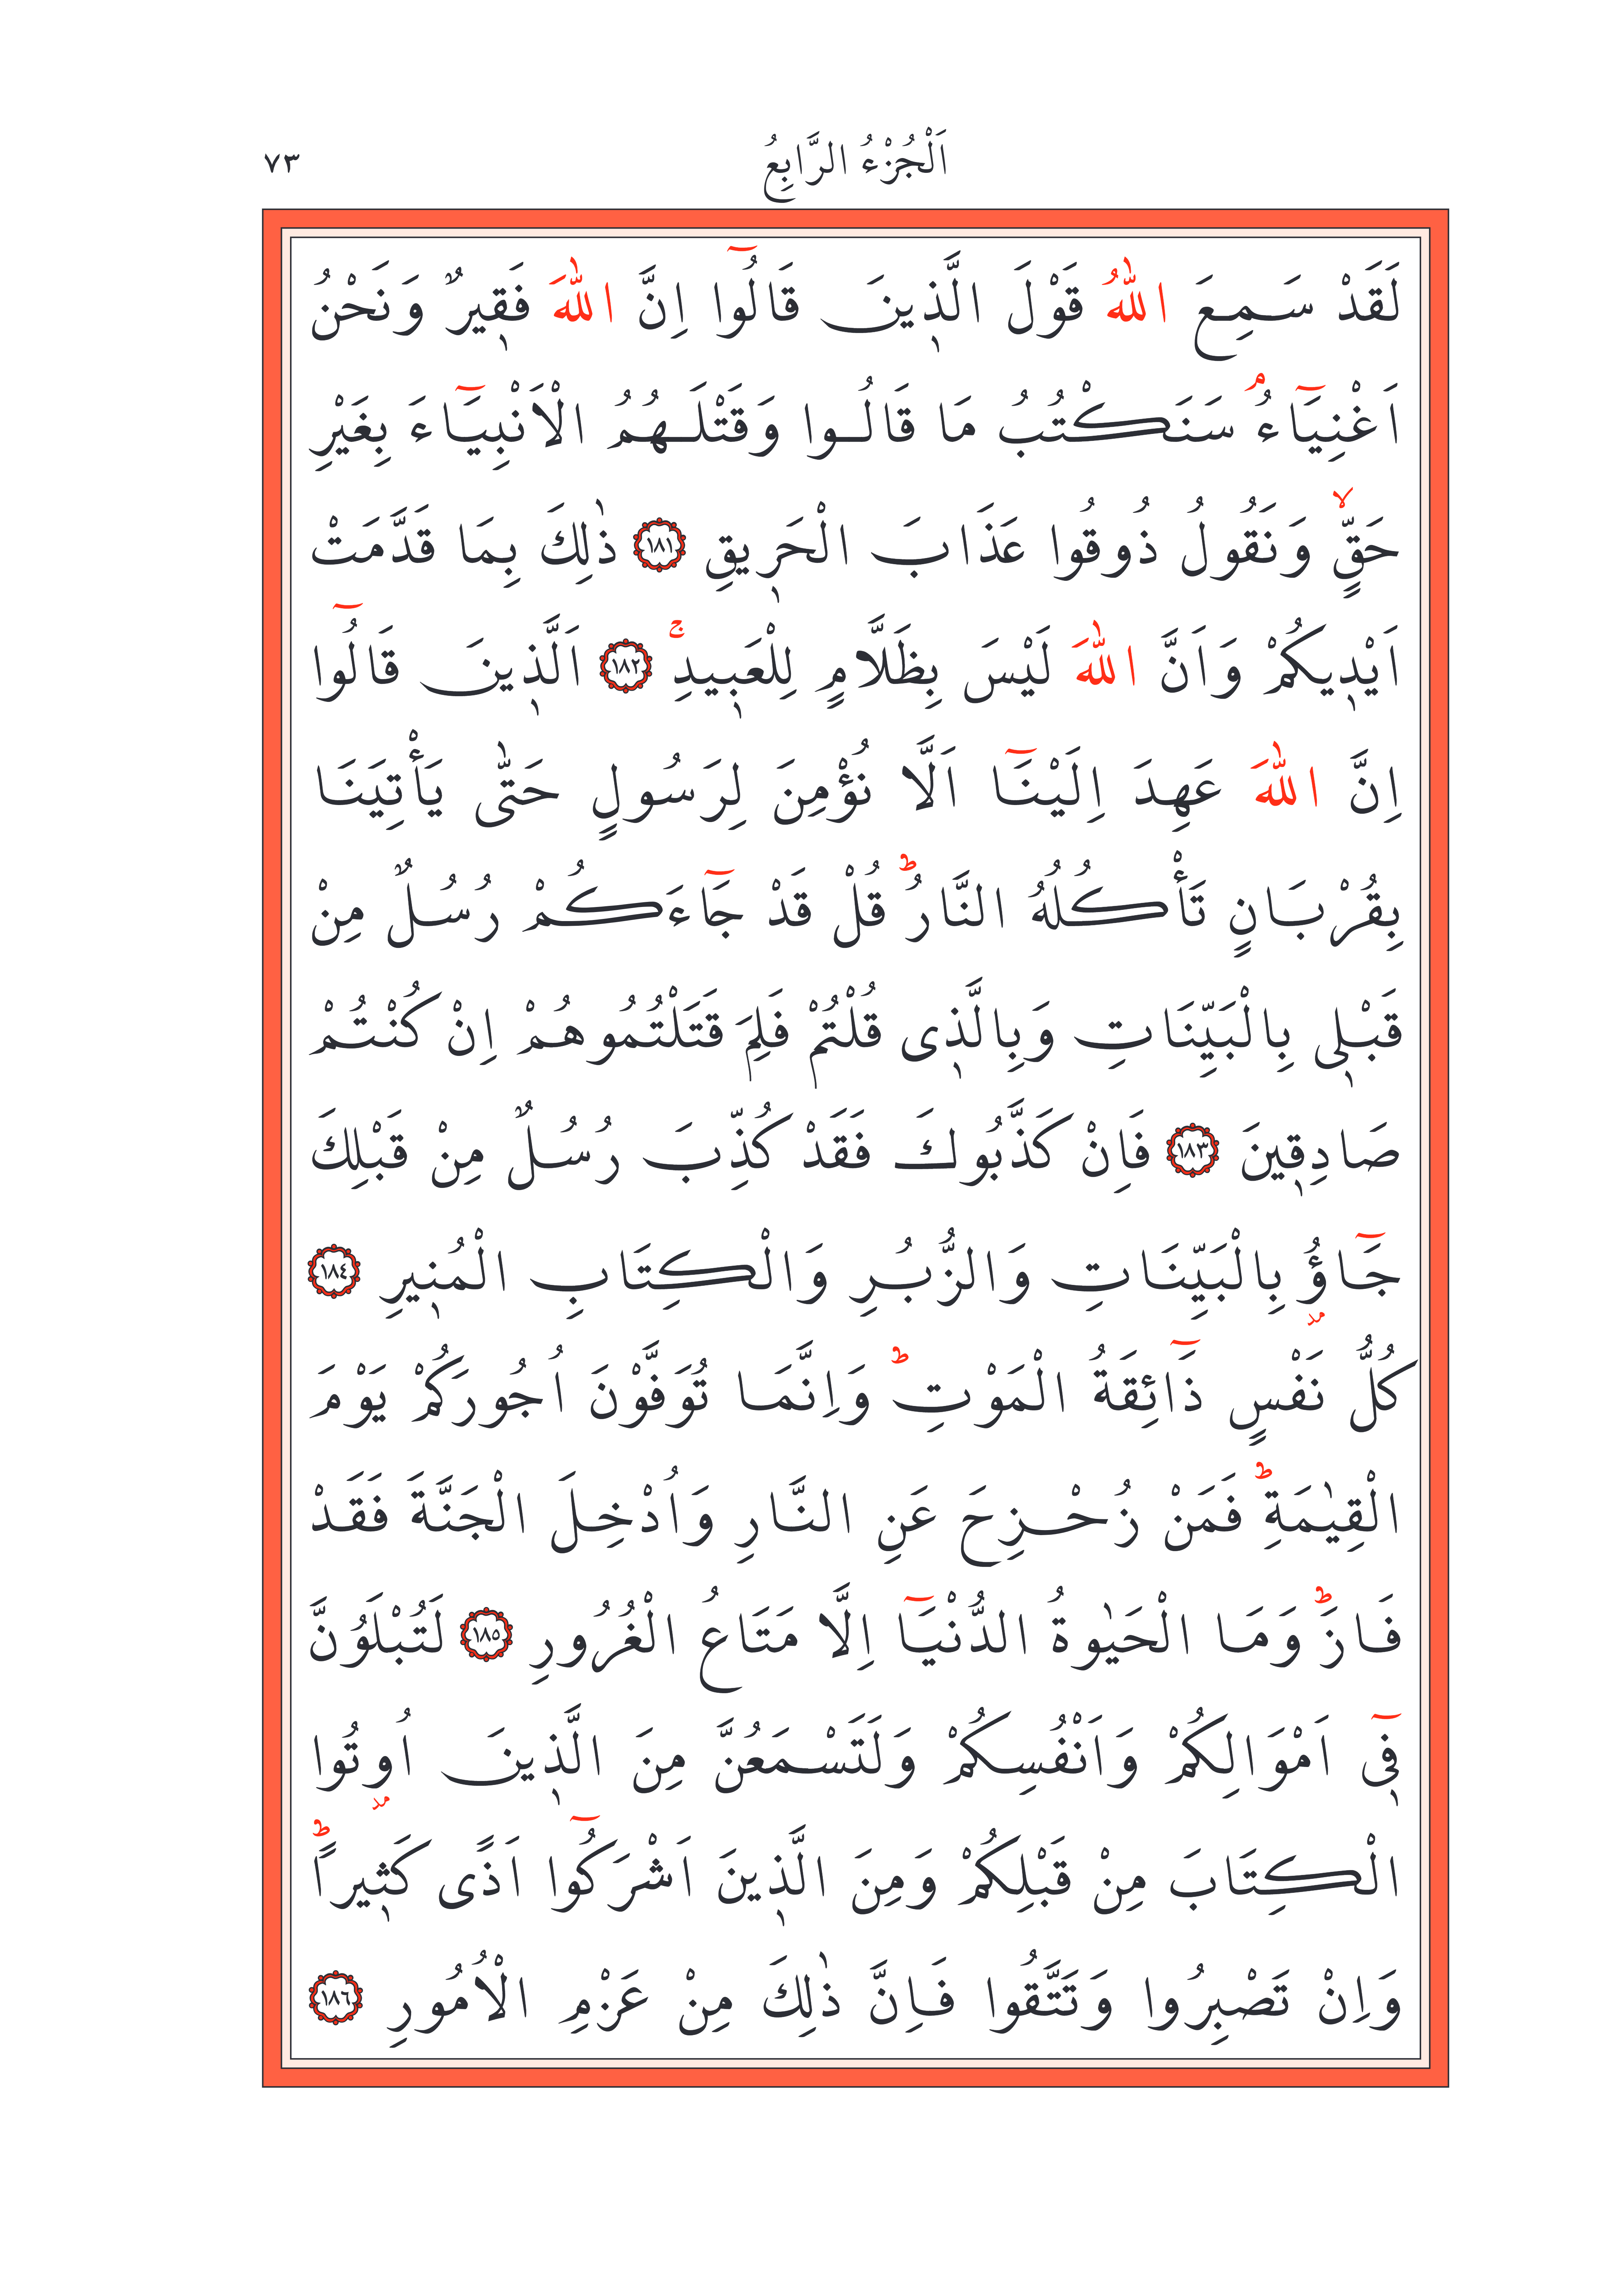 اَلْجُزْءُ الرَّابِعُ ٧٣
لَقَدْ سَمِعَ اللّٰهُ قَوْلَ الَّذ۪ينَ قَالُٓوا اِنَّ اللّٰهَ فَق۪يرٌ وَنَحْنُ
اَغْنِيَٓاءُۢ سَنَكْتُبُ مَا قَالُوا وَقَتْلَهُمُ الْاَنْبِيَٓاءَ بِغَيْرِ
حَقٍّۙ وَنَقُولُ ذُوقُوا عَذَابَ الْحَر۪يقِ ﴿١٨١﴾ ذٰلِكَ بِمَا قَدَّمَتْ
اَيْد۪يكُمْ وَاَنَّ اللّٰهَ لَيْسَ بِظَلَّامٍ لِلْعَب۪يدِۚ ﴿١٨٢﴾ اَلَّذ۪ينَ قَالُٓوا
اِنَّ اللّٰهَ عَهِدَ اِلَيْنَٓا اَلَّا نُؤْمِنَ لِرَسُولٍ حَتّٰى يَأْتِيَنَا
بِقُرْبَانٍ تَأْكُلُهُ النَّارُؕ قُلْ قَدْ جَٓاءَكُمْ رُسُلٌ مِنْ
قَبْل۪ي بِالْبَيِّنَاتِ وَبِالَّذ۪ي قُلْتُمْ فَلِمَ قَتَلْتُمُوهُمْ اِنْ كُنْتُمْ
صَادِق۪ينَ ﴿١٨٣﴾ فَاِنْ كَذَّبُوكَ فَقَدْ كُذِّبَ رُسُلٌ مِنْ قَبْلِكَ
جَٓاؤُ۫ بِالْبَيِّنَاتِ وَالزُّبُرِ وَالْكِتَابِ الْمُن۪يرِ ﴿١٨٤﴾
كُلُّ نَفْسٍ ذَٓائِقَةُ الْمَوْتِؕ وَاِنَّمَا تُوَفَّوْنَ اُجُورَكُمْ يَوْمَ
الْقِيٰمَةِؕ فَمَنْ زُحْزِحَ عَنِ النَّارِ وَاُدْخِلَ الْجَنَّةَ فَقَدْ
فَازَؕ وَمَا الْحَيٰوةُ الدُّنْيَٓا اِلَّا مَتَاعُ الْغُرُورِ ﴿١٨٥﴾ لَتُبْلَوُنَّ
ف۪ٓي اَمْوَالِكُمْ وَاَنْفُسِكُمْ وَلَتَسْمَعُنَّ مِنَ الَّذ۪ينَ اُو۫تُوا
الْكِتَابَ مِنْ قَبْلِكُمْ وَمِنَ الَّذ۪ينَ اَشْرَكُٓوا اَذًى كَث۪يراًؕ
وَاِنْ تَصْبِرُوا وَتَتَّقُوا فَاِنَّ ذٰلِكَ مِنْ عَزْمِ الْاُمُورِ ﴿١٨٦﴾